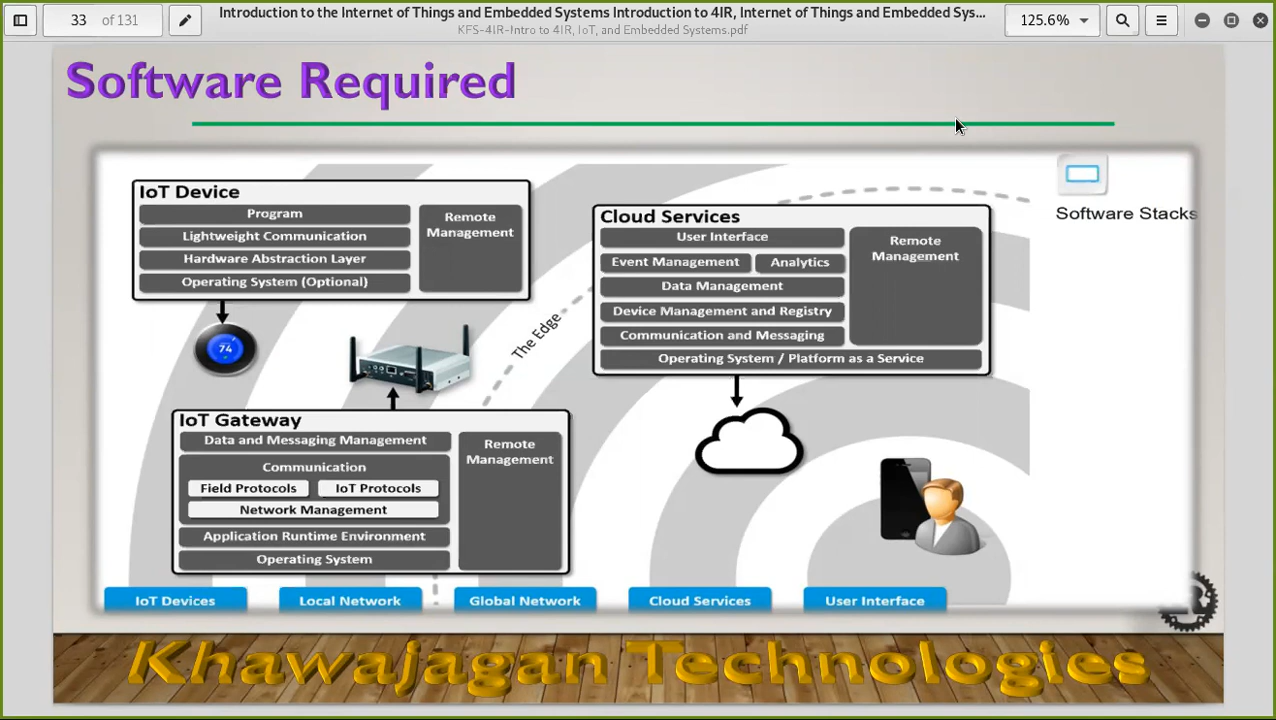 33 of 131
Introduction to the Internet of Things and Embedded Systems Introduction to 4IR, Internet of Things and Embedded Sys...
KFS-4IR-Intro to 4IR, IoT, and Embedded Systems.pdf
125.6%
Software Required
Software Stacks
IoT Device
Program
Lightweight Communication
Hardware Abstraction Layer
Operating System (Optional)
Remote
Management
74
The Edge
Cloud Services
User Interface
Event Management
Analytics
Data Management
Device Management and Registry
Communication and Messaging
Operating System / Platform as a Service
Remote
Management
IoT Gateway
Data and Messaging Management
Communication
Field Protocols
IoT Protocols
Network Management
Application Runtime Environment
Operating System
Remote
Management
IoT Devices
Local Network
Global Network
Cloud Services
User Interface
Khawajagan Technologies